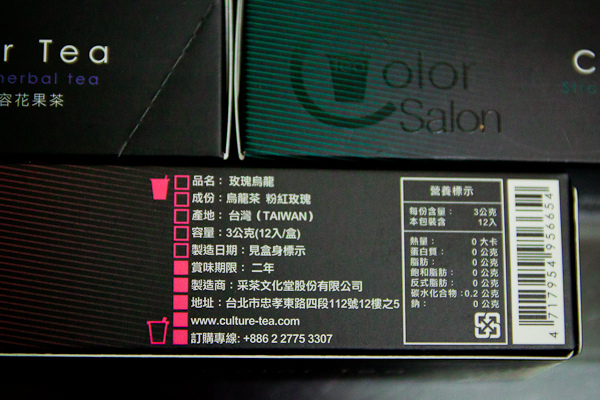 r Tea
herbal tea
容花果茶
Tea
Color
Salon
C
品名： 玫瑰烏龍
成份： 烏龍茶 粉紅玫瑰
產地： 台灣（TAIWAN）
容量： 3公克(12入/盒)
製造日期： 見盒身標示
賞味期限： 二年
製造商： 采茶文化堂股份有限公司
地址： 台北市忠孝東路四段112號12樓之5
www.culture-tea.com
訂購專線: +886 2 2775 3307
營養標示
每份含量： 3公克
本包裝含 12入
熱量： 0 大卡
蛋白質： 0 公克
脂肪： 0 公克
飽和脂肪： 0 公克
反式脂肪： 0 公克
碳水化合物：0.2 公克
鈉： 0 公克
4 717954 956654